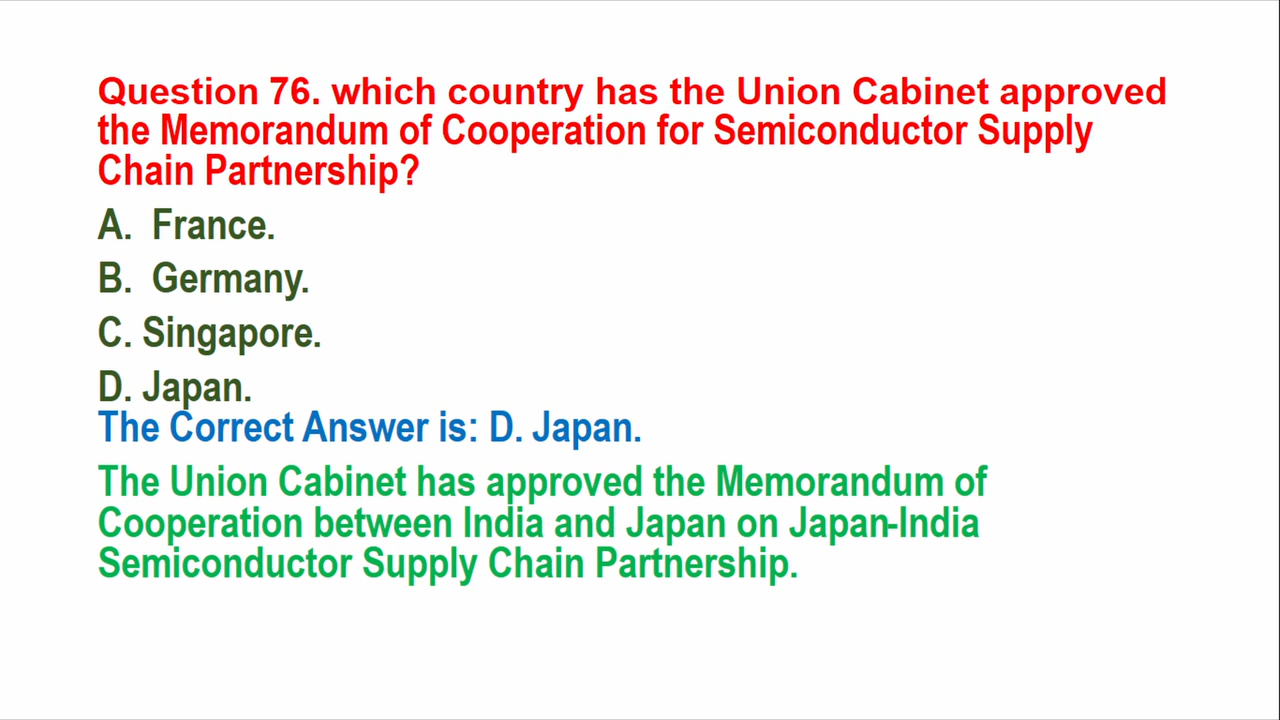 Question 76. which country has the Union Cabinet approved
the Memorandum of Cooperation for Semiconductor Supply
Chain Partnership?
A. France.
B. Germany.
C. Singapore.
D. Japan.
The Correct Answer is: D. Japan.
The Union Cabinet has approved the Memorandum of
Cooperation between India and Japan on Japan-India
Semiconductor Supply Chain Partnership.